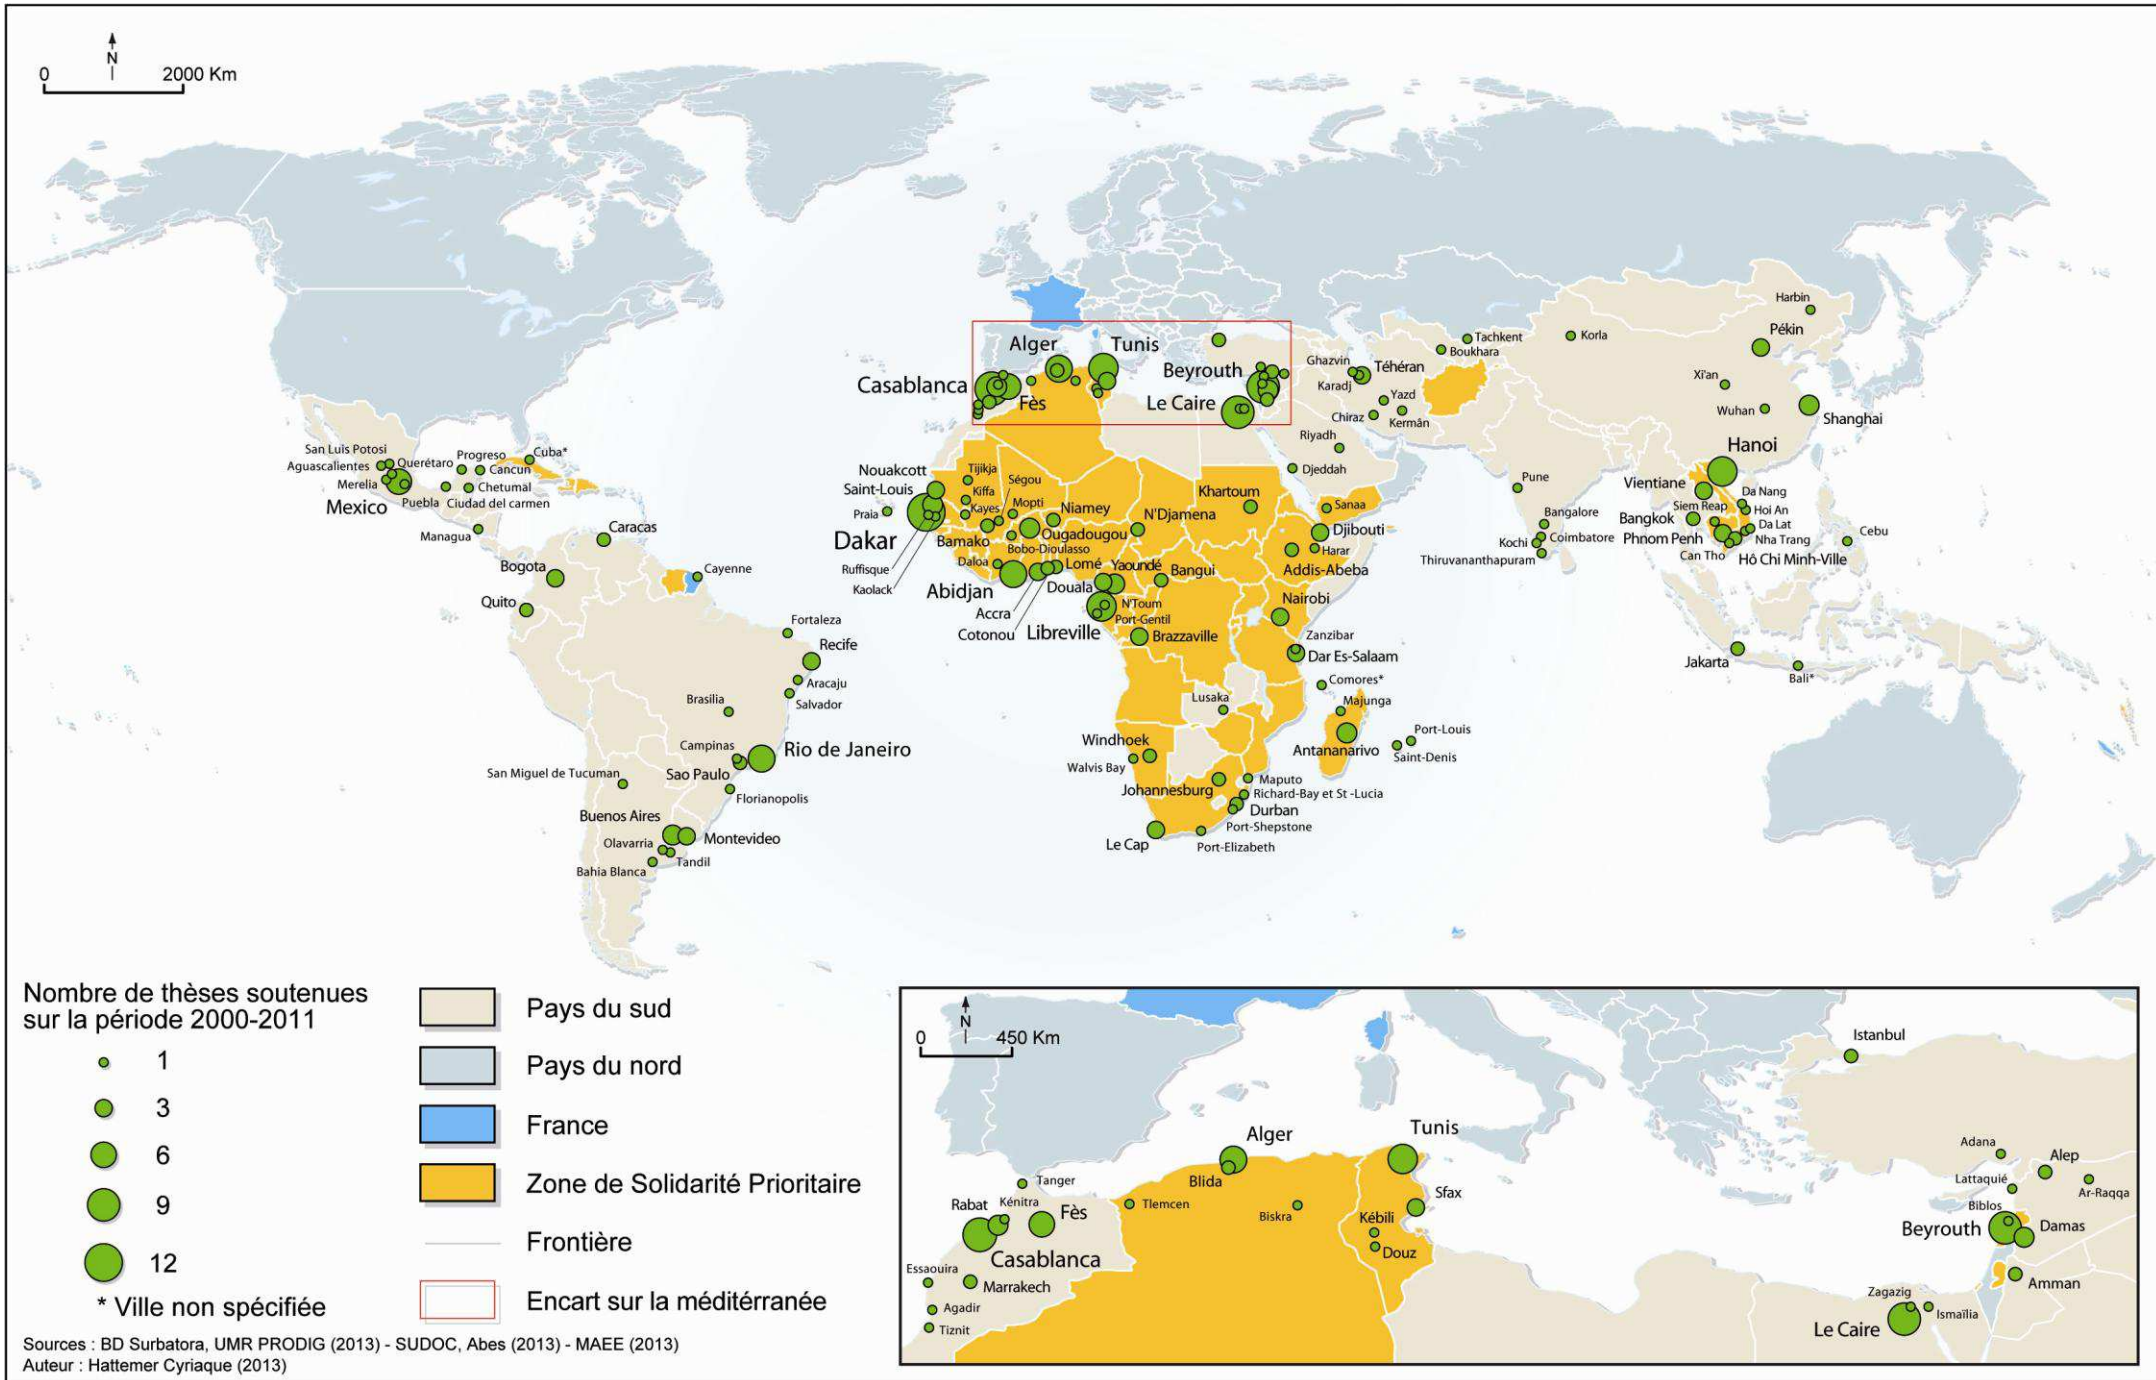 N
0 2000 Km
Alger
Tunis
Casablanca
Fès
Beyrouth
Le Caire
Ghazvin
Téhéran
Karadj
Yazd
Chiraz
Kermân
Tachkent
Boukhara
Korla
Harbin
Pékin
Xi'an
Wuhan
Shanghai
Riyadh
Djeddah
Hanoi
Vientiane
Da Nang
Siem Reap
Hoi An
Bangkok
Da Lat
Phnom Penh
Nha Trang
Can Tho
Hô Chi Minh-Ville
Cebu
Pune
Bangalore
Kochi
Coimbatore
Thiruvananthapuram
Jakarta
Bali*
San Luis Potosi
Aguascalientes
Querétaro
Progreso
Cuba*
Cancun
Merelia
Chetumal
Mexico
Puebla
Ciudad del carmen
Managua
Caracas
Bogota
Cayenne
Quito
Fortaleza
Recife
Aracaju
Salvador
Brasilia
Campinas
Rio de Janeiro
San Miguel de Tucuman
Sao Paulo
Florianopolis
Buenos Aires
Montevideo
Olavarria
Tandil
Bahia Blanca
Nouakcott
Saint-Louis
Praia
Dakar
Ruffisque
Kaolack
Tijikja
Kiffa
Kayes
Ségou
Mopti
Niamey
N'Djamena
Khartoum
Sanaa
Bamako
Ougadougou
Bobo-Dioulasso
Djibouti
Harar
Addis-Abeba
Daloa
Lomé
Yaoundé
Bangui
Abidjan
Douala
Accra
Cotonou
N'Toum
Port-Gentil
Libreville
Brazzaville
Nairobi
Zanzibar
Dar Es-Salaam
Comores*
Lusaka
Majunga
Port-Louis
Antananarivo
Saint-Denis
Windhoek
Walvis Bay
Johannesburg
Maputo
Richard-Bay et St -Lucia
Durban
Port-Shepstone
Le Cap
Port-Elizabeth
Nombre de thèses soutenues
sur la période 2000-2011
1
3
6
9
12
* Ville non spécifiée
Pays du sud
Pays du nord
France
Zone de Solidarité Prioritaire
Frontière
Encart sur la méditérranée
Sources : BD Surbatora, UMR PRODIG (2013) - SUDOC, Abes (2013) - MAEE (2013)
Auteur : Hattemer Cyriaque (2013)
N
0 450 Km
Istanbul
Alger
Tunis
Blida
Adana
Alep
Lattaquié
Ar-Raqqa
Tanger
Rabat
Kénitra
Fès
Tlemcen
Biskra
Sfax
Kébili
Douz
Biblos
Beyrouth
Damas
Casablanca
Essaouira
Marrakech
Amman
Agadir
Tiznit
Zagazig
Ismaïlia
Le Caire